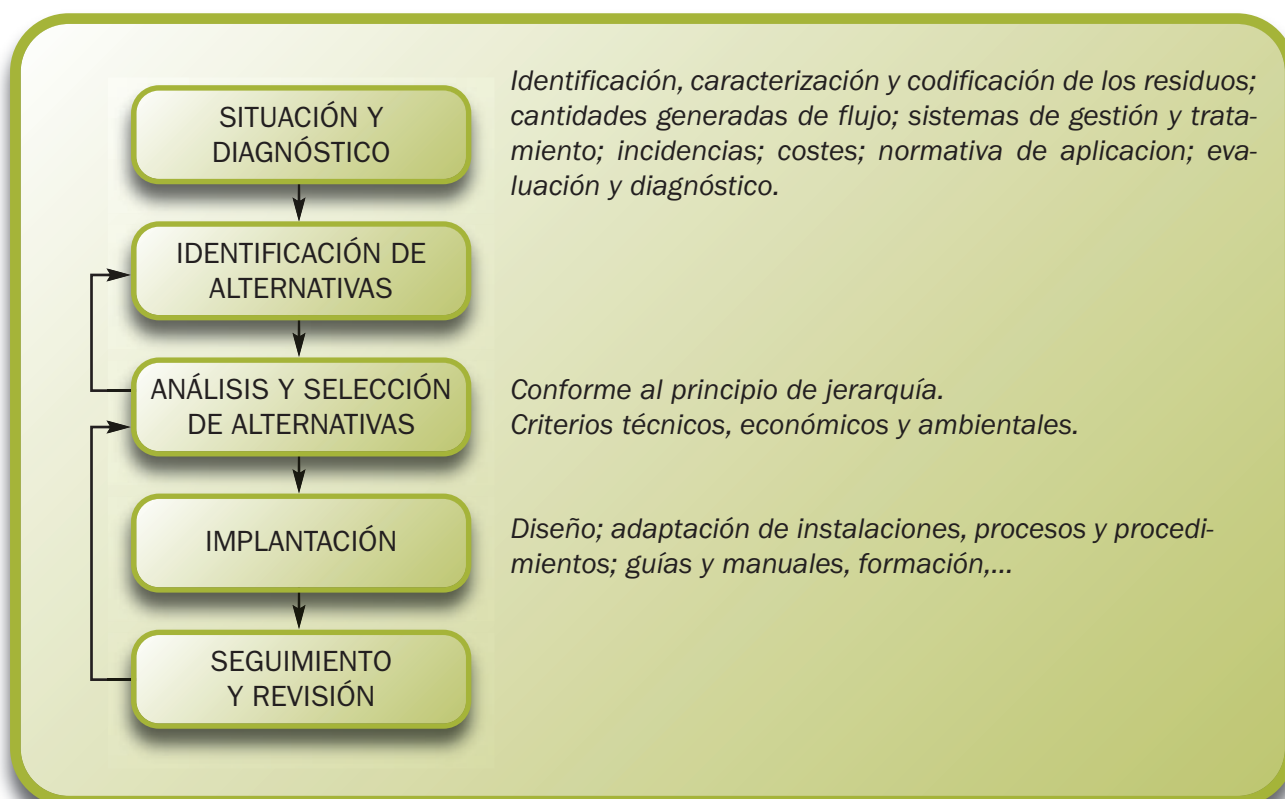 SITUACIÓN Y
DIAGNÓSTICO
Identificación, caracterización y codificación de los residuos;
cantidades generadas de flujo; sistemas de gestión y trata-
miento; incidencias; costes; normativa de aplicacion; eva-
luación y diagnóstico.
IDENTIFICACIÓN DE
ALTERNATIVAS
ANÁLISIS Y SELECCIÓN
DE ALTERNATIVAS
Conforme al principio de jerarquía.
Criterios técnicos, económicos y ambientales.
IMPLANTACIÓN
Diseño; adaptación de instalaciones, procesos y procedi-
mientos; guías y manuales, formación,...
SEGUIMIENTO
Y REVISIÓN